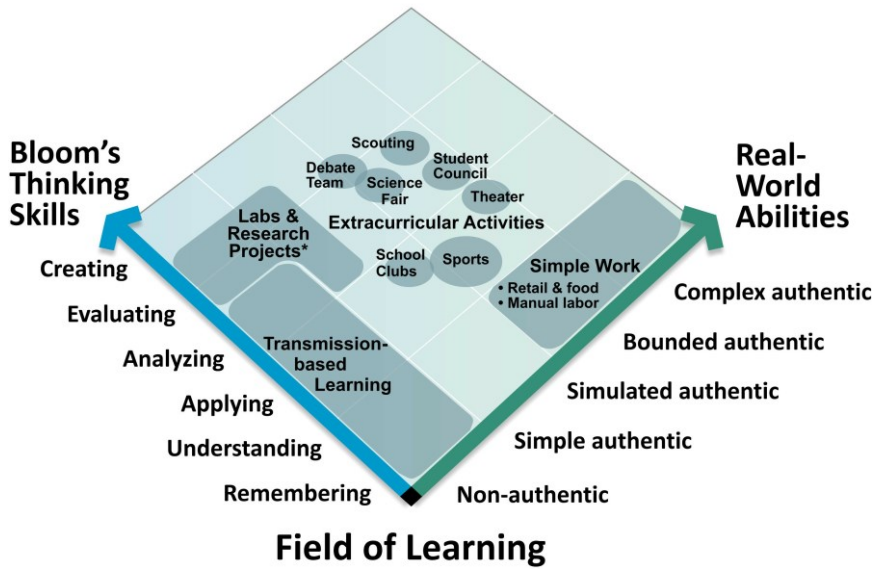 Bloom's
Thinking
Skills
Creating
Evaluating
Analyzing
Applying
Understanding
Remembering
Scouting
Debate
Team
Science
Fair
Student
Council
Theater
Extracurricular Activities
Labs &
Research
Projects*
School
Clubs
Sports
Simple Work
• Retail & food
• Manual labor
Transmission-
based
Learning
Real-
World
Abilities
Complex authentic
Bounded authentic
Simulated authentic
Simple authentic
Non-authentic
Field of Learning